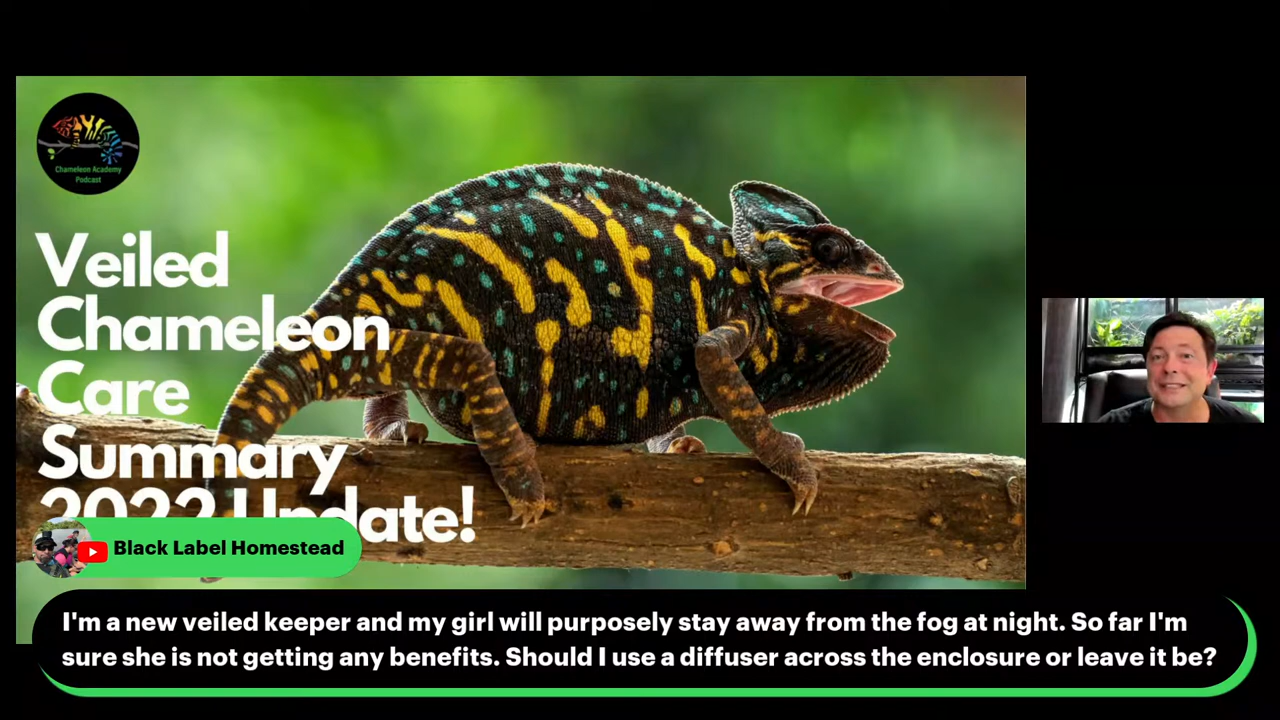 Chameleon Academy
Podcast
Veiled
Chameleon
Care
Summary
2022 Update!
Black Label Homestead
I'm a new veiled keeper and my girl will purposely stay away from the fog at night. So far I'm
sure she is not getting any benefits. Should I use a diffuser across the enclosure or leave it be?